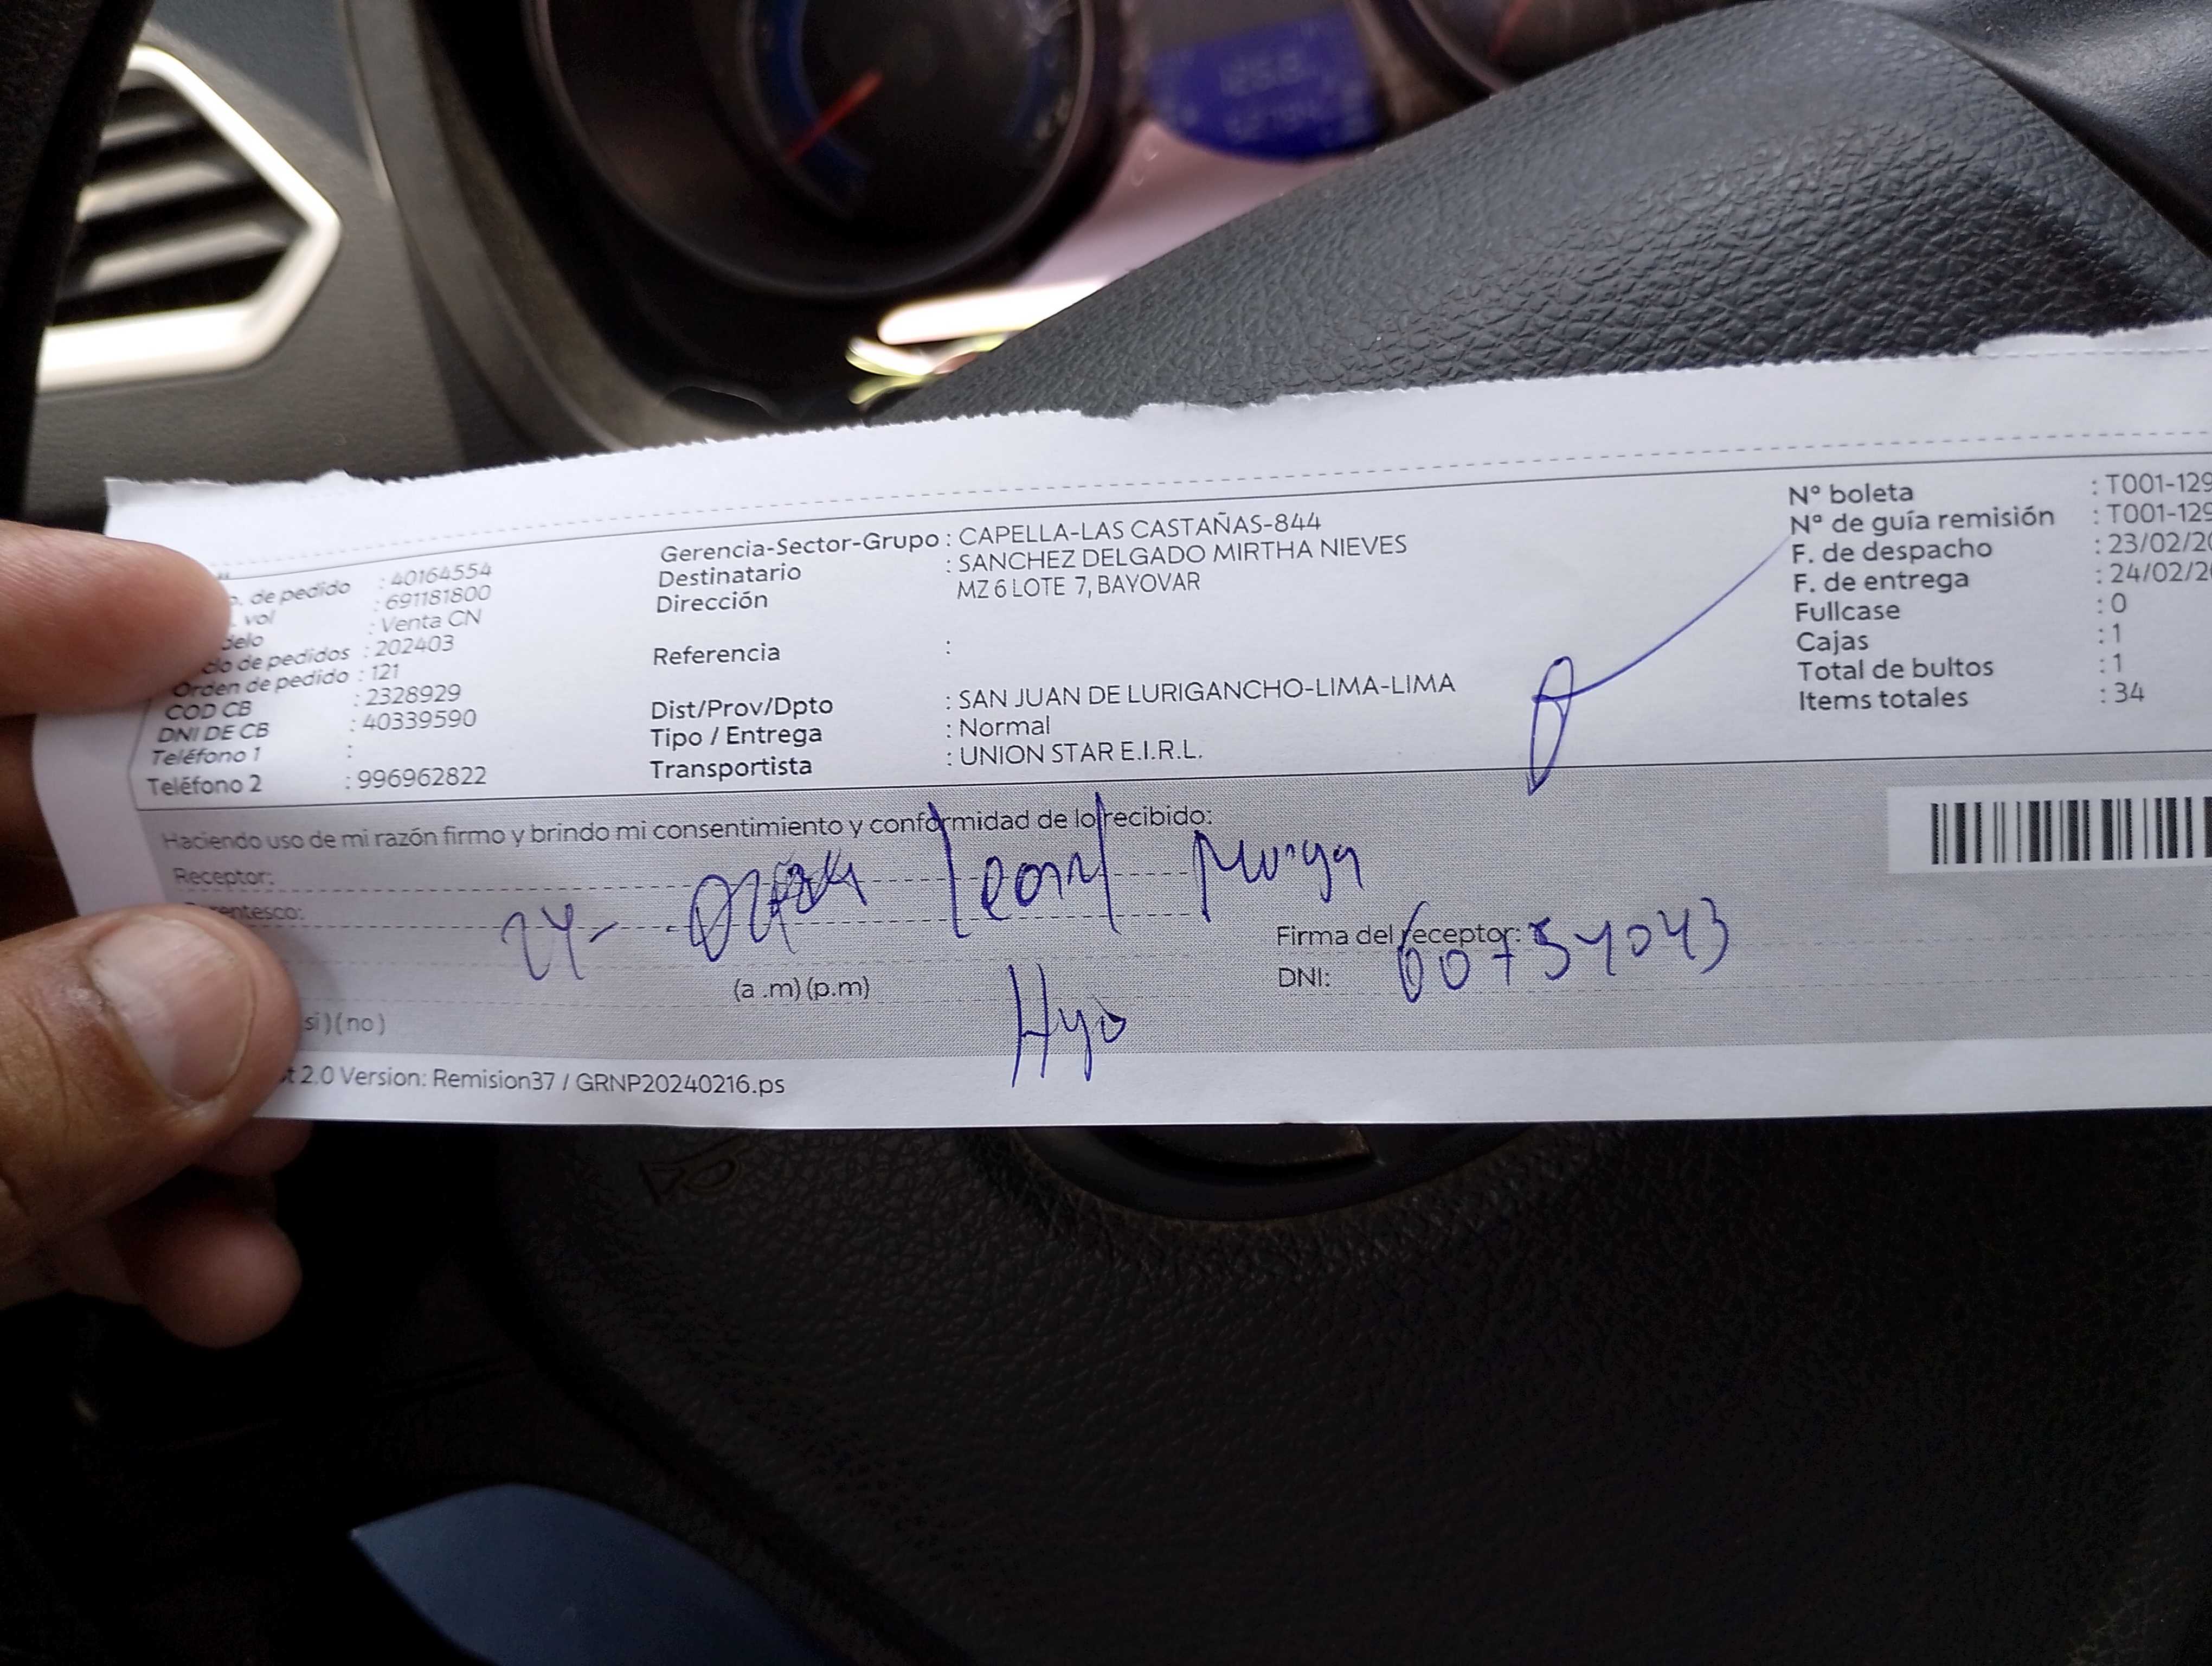 de pedido : 40164554
vol : 691181800
delo : Venta CN
de pedidos : 202403
Orden de pedido : 121
COD CB : 2328929
DNI DE CB : 40339590
Teléfono 1 :
Teléfono 2 : 996962822
Gerencia-Sector-Grupo : CAPELLA-LAS CASTAÑAS-844
Destinatario : SANCHEZ DELGADO MIRTHA NIEVES
Dirección MZ 6 LOTE 7, BAYOVAR
Referencia :
Dist/Prov/Dpto : SAN JUAN DE LURIGANCHO-LIMA-LIMA
Tipo / Entrega : Normal
Transportista : UNION STAR E.I.R.L.
N° boleta : T001-129
N° de guía remisión : T001-129
F. de despacho : 23/02/20
F. de entrega : 24/02/20
Fullcase : 0
Cajas : 1
Total de bultos : 1
Items totales : 34
Haciendo uso de mi razón firmo y brindo mi consentimiento y conformidad de lo recibido:
Receptor:
rentesco:
24-
Firma del receptor:
(a .m) (p.m)
DNI:
Hyo
si ) ( no )
t 2.0 Version: Remision37 / GRNP20240216.ps